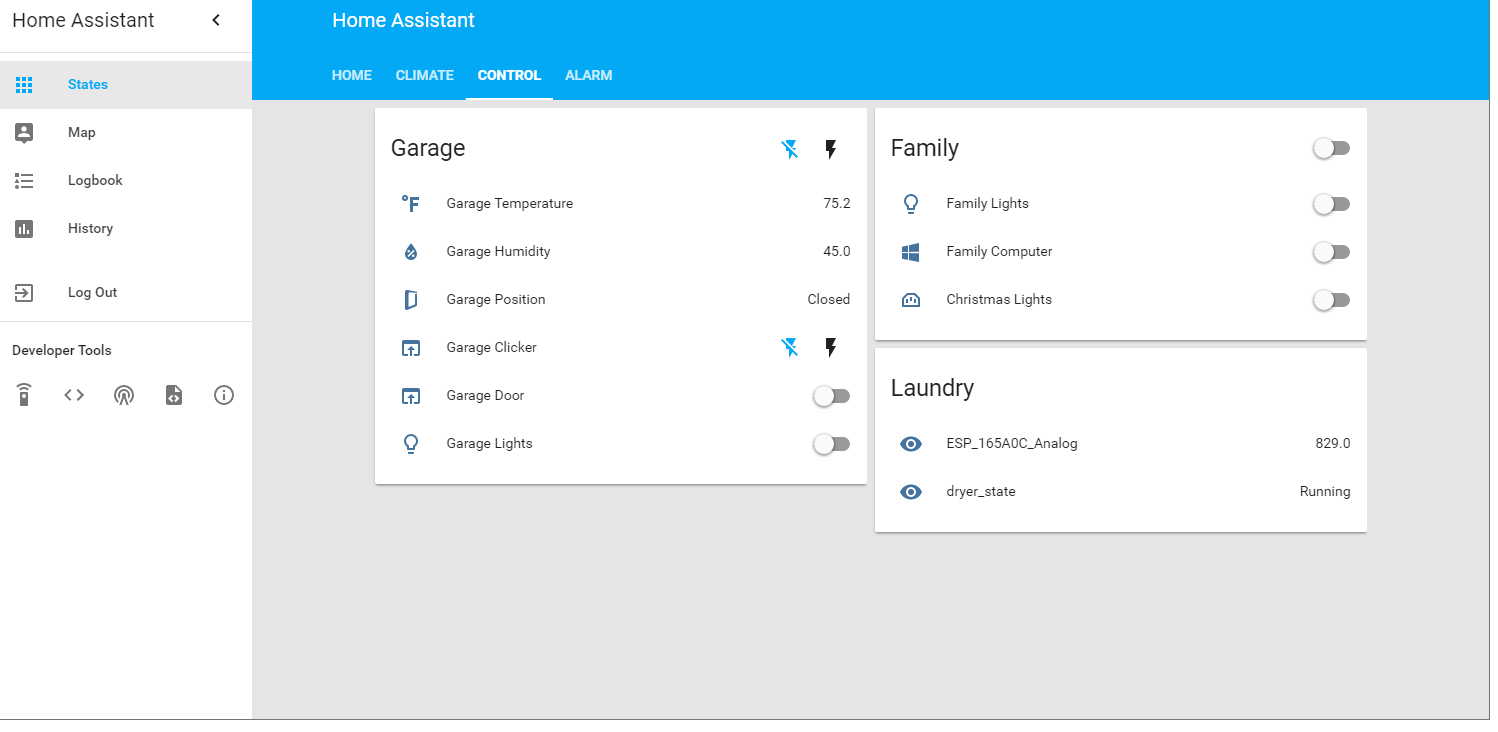 Home Assistant
States
Map
Logbook
History
Log Out
Developer Tools
Home Assistant
HOME CLIMATE CONTROL ALARM
Garage
°F Garage Temperature 75.2
Garage Humidity 45.0
Garage Position Closed
Garage Clicker
Garage Door
Garage Lights
Family
Family Lights
Family Computer
Christmas Lights
Laundry
ESP_165A0C_Analog 829.0
dryer_state Running